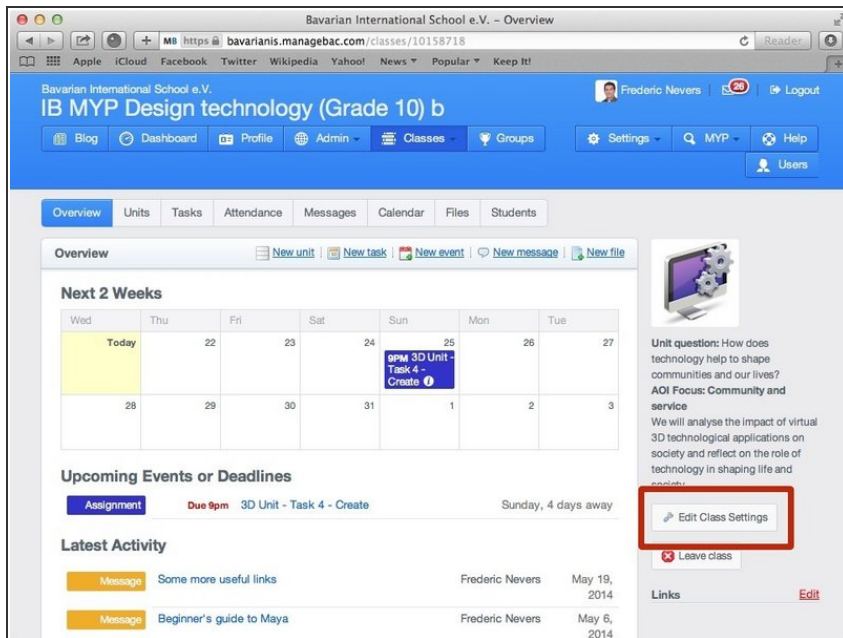 Bavarian International School e.V. – Overview
MB https bavarianis.managebac.com/classes/10158718
Reader
Apple iCloud Facebook Twitter Wikipedia Yahoo! News Popular Keep It!
Bavarian International School e.V.
Frederic Nevers 26 Logout
IB MYP Design technology (Grade 10) b
Blog Dashboard Profile Admin Classes Groups Settings MYP Help
Users
Overview Units Tasks Attendance Messages Calendar Files Students
Overview New unit | New task | New event | New message | New file
Next 2 Weeks
Wed Thu Fri Sat Sun Mon Tue
Today 22 23 24 25 26 27
9PM 3D Unit -
Task 4 -
Create i
28 29 30 31 1 2 3
Upcoming Events or Deadlines
Assignment Due 9pm 3D Unit - Task 4 - Create Sunday, 4 days away
Latest Activity
Message Some more useful links Frederic Nevers May 19,
2014
Message Beginner's guide to Maya Frederic Nevers May 6,
2014
Unit question: How does
technology help to shape
communities and our lives?
AOI Focus: Community and
service
We will analyse the impact of virtual
3D technological applications on
society and reflect on the role of
technology in shaping life and
society
Edit Class Settings
Leave class
Links Edit